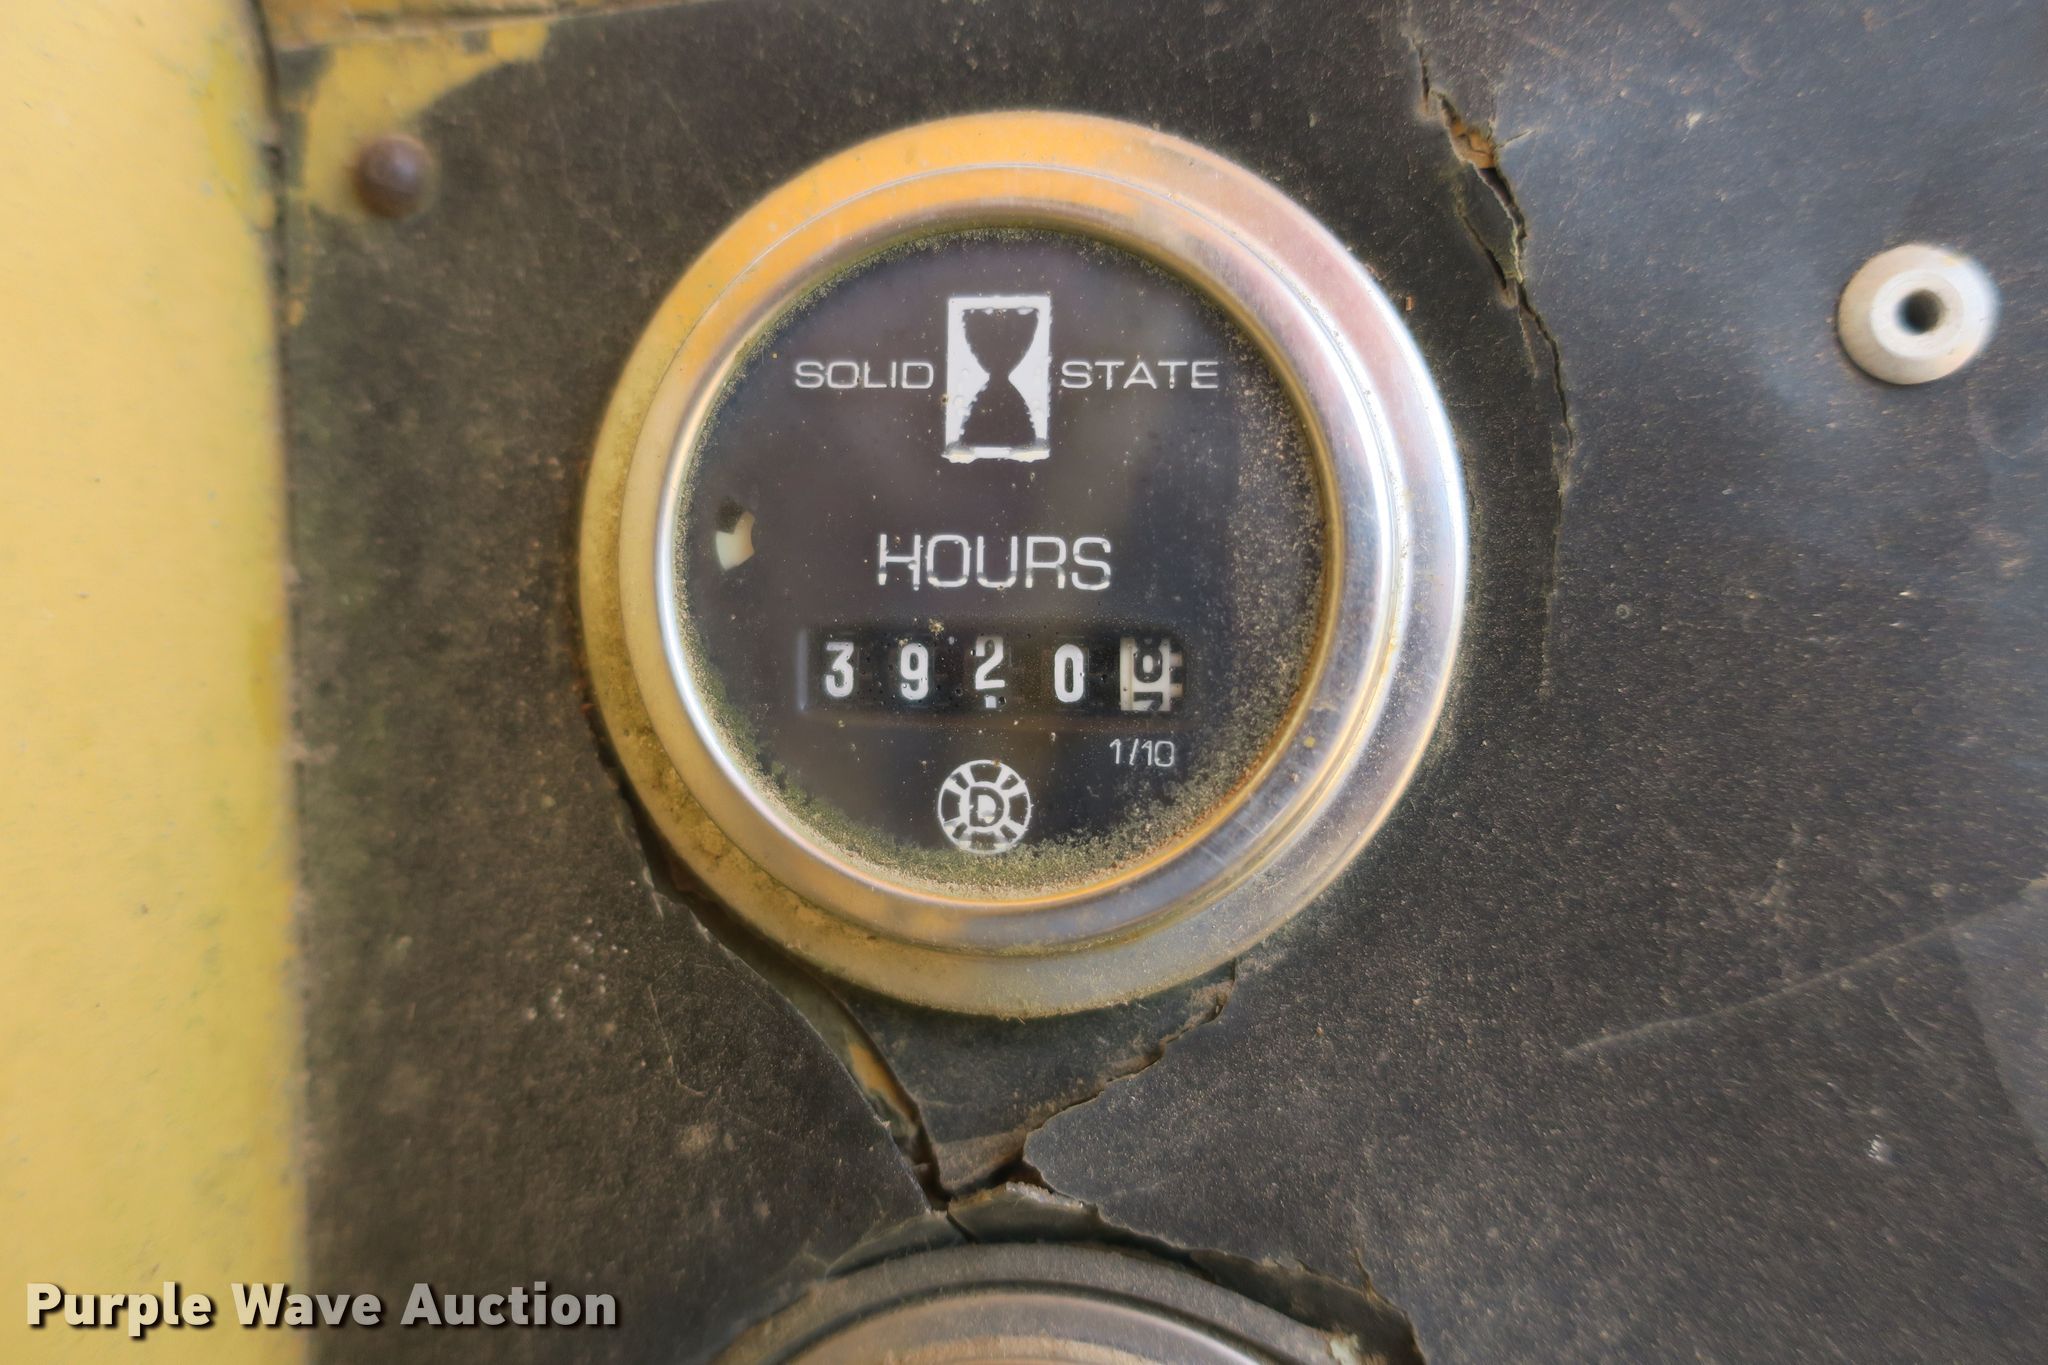 SOLID STATE
HOURS
3920
1/10
D
Purple Wave Auction